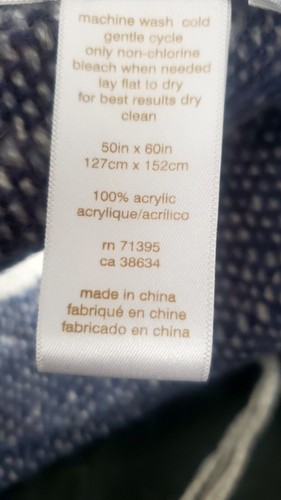 machine wash cold
gentle cycle
only non-chlorine
bleach when needed
lay flat to dry
for best results dry
clean
50in x 60in
127cm x 152cm
100% acrylic
acrylique/acrílico
rn 71395
ca 38634
made in china
fabriqué en chine
fabricado en china